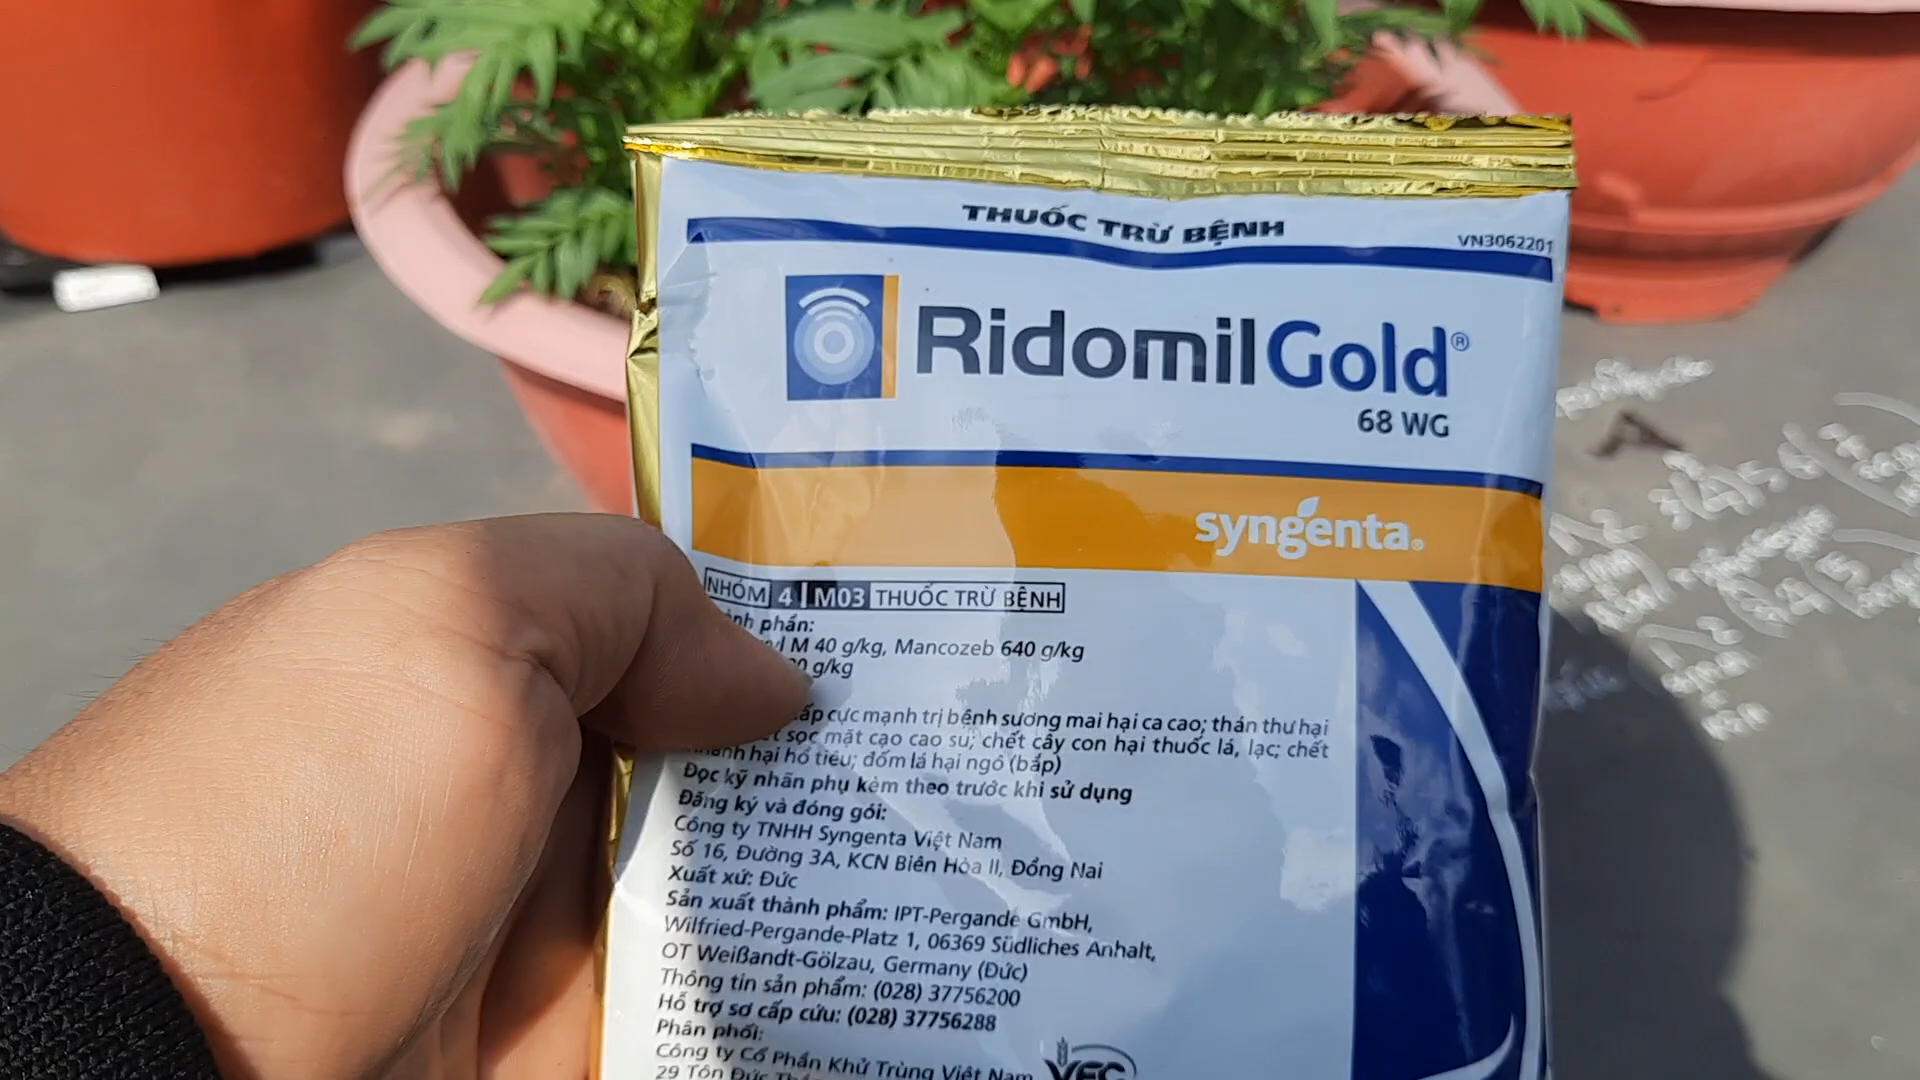 THUỐC TRỪ BỆNH
VN3062201
RidomilGold®
68 WG
syngenta®
NHÓM 4 M03 THUỐC TRỪ BỆNH
phần:
M 40 g/kg, Mancozeb 640 g/kg
g/kg
cực mạnh trị bệnh sương mai hại ca cao; thán thư hại
sọc mặt cạo cao su; chết cây con hại thuốc lá, lạc; chết
nhanh hại hồ tiêu; đốm lá hại ngô (bắp)
Đọc kỹ nhãn phụ kèm theo trước khi sử dụng
Đăng ký và đóng gói:
Công ty TNHH Syngenta Việt Nam
Số 16, Đường 3A, KCN Biên Hòa II, Đồng Nai
Xuất xứ: Đức
Sản xuất thành phẩm: IPT-Pergande GmbH,
Wilfried-Pergande-Platz 1, 06369 Südliches Anhalt,
OT Weißandt-Gölzau, Germany (Đức)
Thông tin sản phẩm: (028) 37756200
Hỗ trợ sơ cấp cứu: (028) 37756288
Phân phối:
Công ty Cổ Phần Khử Trùng Việt Nam
29 Tôn Đức
VFC